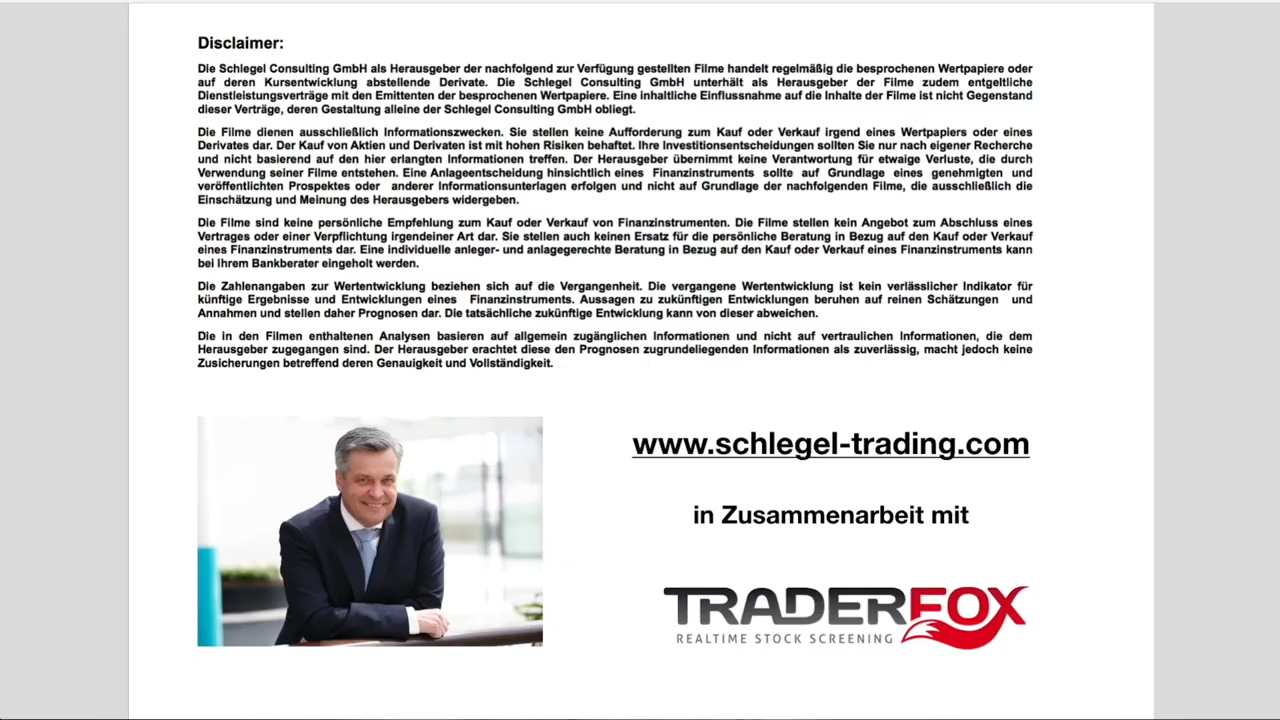 Disclaimer:
Die Schlegel Consulting GmbH als Herausgeber der nachfolgend zur Verfügung gestellten Filme handelt regelmäßig die besprochenen Wertpapiere oder
auf deren Kursentwicklung abstellende Derivate. Die Schlegel Consulting GmbH unterhält als Herausgeber der Filme zudem entgeltliche
Dienstleistungsverträge mit den Emittenten der besprochenen Wertpapiere. Eine inhaltliche Einflussnahme auf die Inhalte der Filme ist nicht Gegenstand
dieser Verträge, deren Gestaltung alleine der Schlegel Consulting GmbH obliegt.
Die Filme dienen ausschließlich Informationszwecken. Sie stellen keine Aufforderung zum Kauf oder Verkauf irgend eines Wertpapiers oder eines
Derivates dar. Der Kauf von Aktien und Derivaten ist mit hohen Risiken behaftet. Ihre Investitionsentscheidungen sollten Sie nur nach eigener Recherche
und nicht basierend auf den hier erlangten Informationen treffen. Der Herausgeber übernimmt keine Verantwortung für etwaige Verluste, die durch
Verwendung seiner Filme entstehen. Eine Anlageentscheidung hinsichtlich eines Finanzinstruments sollte auf Grundlage eines genehmigten und
veröffentlichten Prospektes oder anderer Informationsunterlagen erfolgen und nicht auf Grundlage der nachfolgenden Filme, die ausschließlich die
Einschätzung und Meinung des Herausgebers widergeben.
Die Filme sind keine persönliche Empfehlung zum Kauf oder Verkauf von Finanzinstrumenten. Die Filme stellen kein Angebot zum Abschluss eines
Vertrages oder einer Verpflichtung irgendeiner Art dar. Sie stellen auch keinen Ersatz für die persönliche Beratung in Bezug auf den Kauf oder Verkauf
eines Finanzinstruments dar. Eine individuelle anleger- und anlagegerechte Beratung in Bezug auf den Kauf oder Verkauf eines Finanzinstruments kann
bei Ihrem Bankberater eingeholt werden.
Die Zahlenangaben zur Wertentwicklung beziehen sich auf die Vergangenheit. Die vergangene Wertentwicklung ist kein verlässlicher Indikator für
künftige Ergebnisse und Entwicklungen eines Finanzinstruments. Aussagen zu zukünftigen Entwicklungen beruhen auf reinen Schätzungen und
Annahmen und stellen daher Prognosen dar. Die tatsächliche zukünftige Entwicklung kann von dieser abweichen.
Die in den Filmen enthaltenen Analysen basieren auf allgemein zugänglichen Informationen und nicht auf vertraulichen Informationen, die dem
Herausgeber zugegangen sind. Der Herausgeber erachtet diese den Prognosen zugrundeliegenden Informationen als zuverlässig, macht jedoch keine
Zusicherungen betreffend deren Genauigkeit und Vollständigkeit.
www.schlegel-trading.com
in Zusammenarbeit mit
TRADERFOX
REALTIME STOCK SCREENING